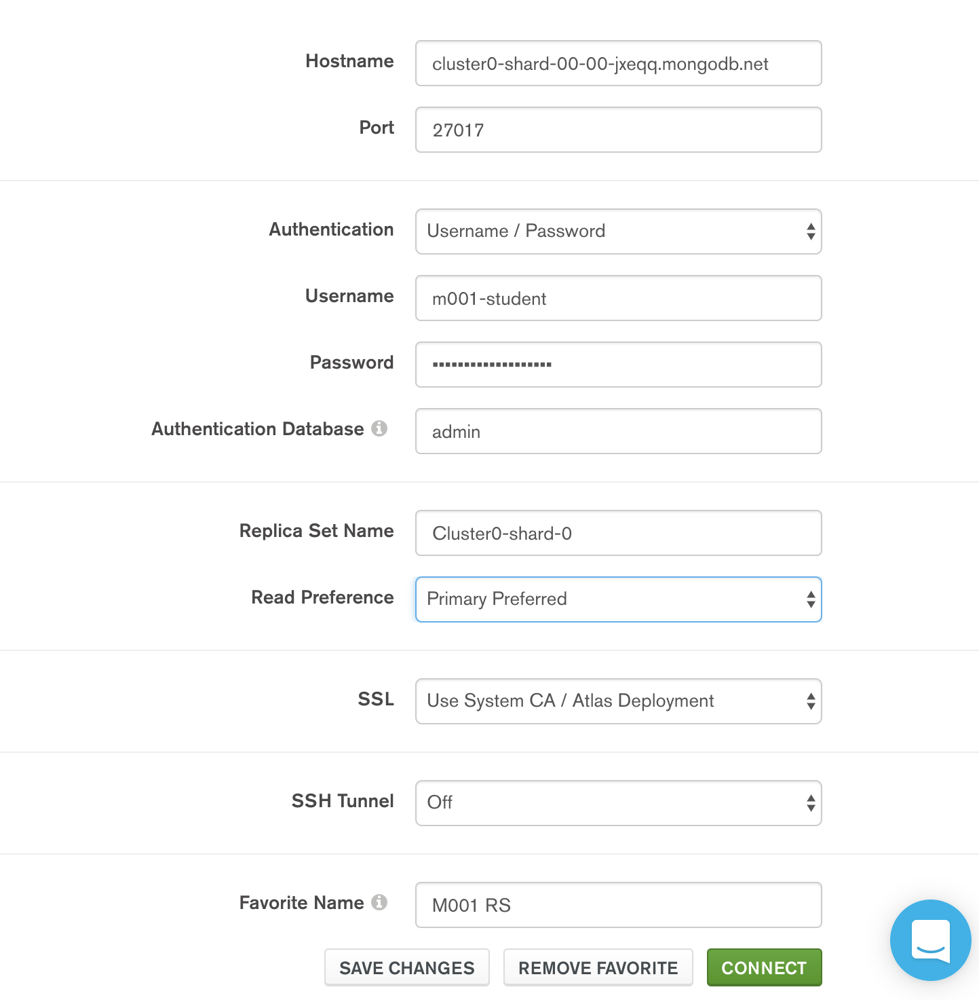 Hostname cluster0-shard-00-00-jxeqq.mongodb.net
Port 27017
Authentication Username / Password
Username m001-student
Password •••••••••••••••••••
Authentication Database admin
Replica Set Name Cluster0-shard-0
Read Preference Primary Preferred
SSL Use System CA / Atlas Deployment
SSH Tunnel Off
Favorite Name M001 RS
SAVE CHANGES REMOVE FAVORITE CONNECT